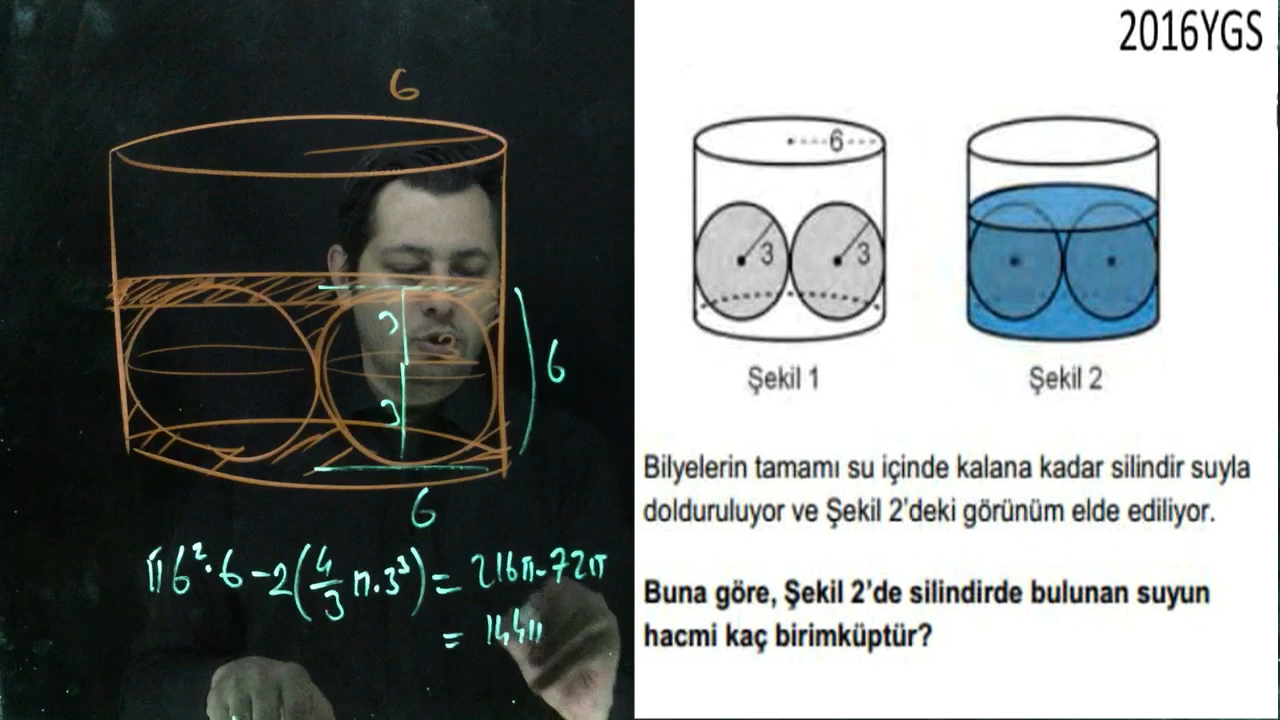 2016YGS
6
3
3
6
6
π6²·6-2(4/3 π·3³)= 216π-72π
= 144π
6
3
3
Şekil 1
Şekil 2
Bilyelerin tamamı su içinde kalana kadar silindir suyla
dolduruluyor ve Şekil 2'deki görünüm elde ediliyor.
Buna göre, Şekil 2'de silindirde bulunan suyun
hacmi kaç birimküptür?